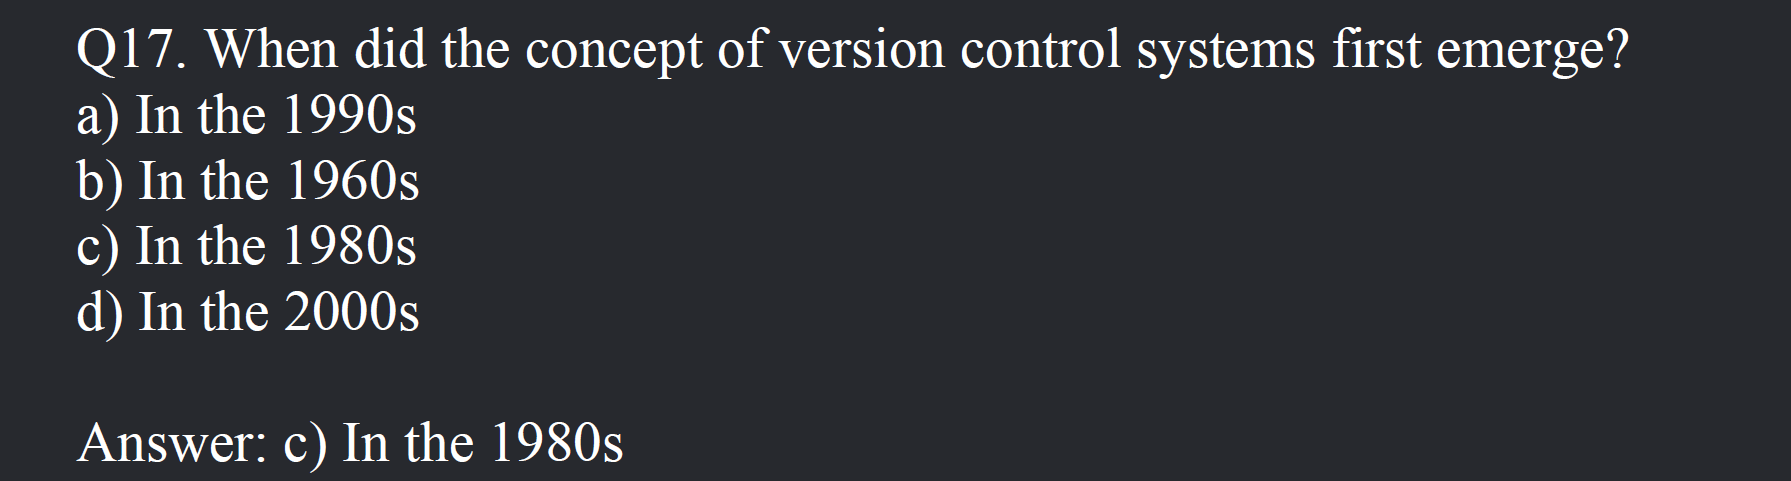 Q17. When did the concept of version control systems first emerge?
a) In the 1990s
b) In the 1960s
c) In the 1980s
d) In the 2000s
Answer: c) In the 1980s